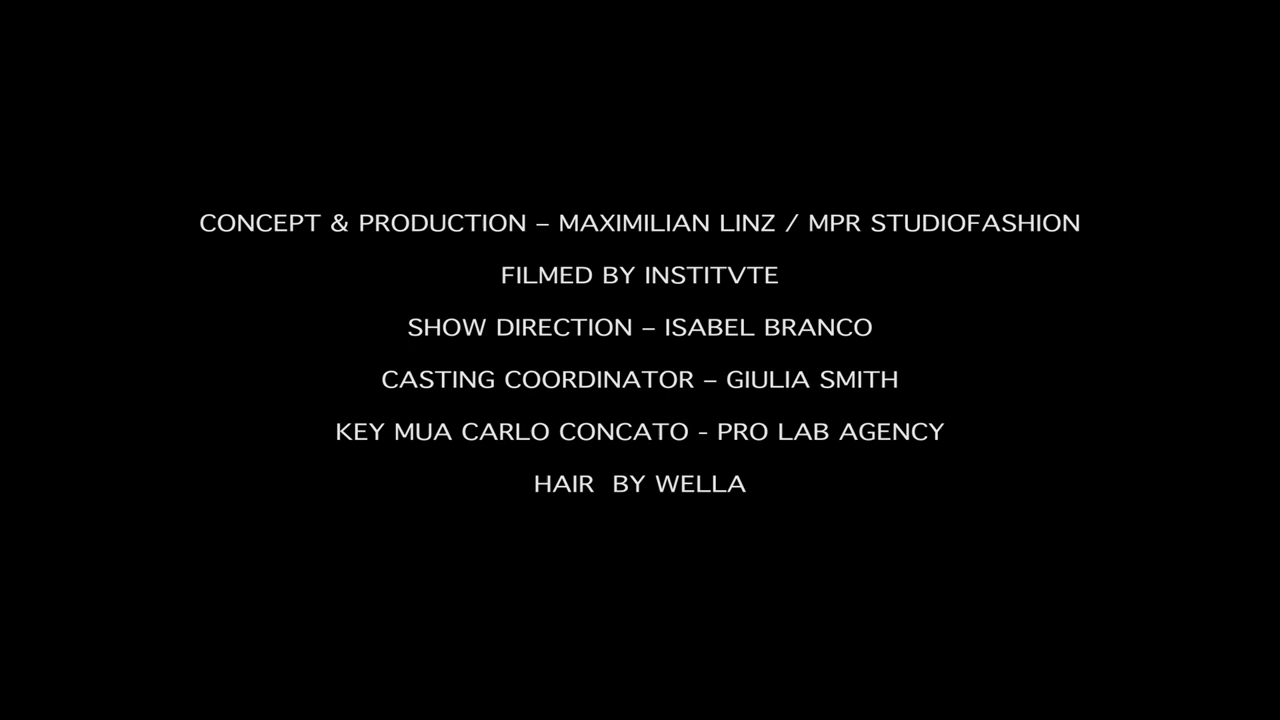 CONCEPT & PRODUCTION – MAXIMILIAN LINZ / MPR STUDIOFASHION
FILMED BY INSTITVTE
SHOW DIRECTION – ISABEL BRANCO
CASTING COORDINATOR – GIULIA SMITH
KEY MUA CARLO CONCATO - PRO LAB AGENCY
HAIR  BY WELLA